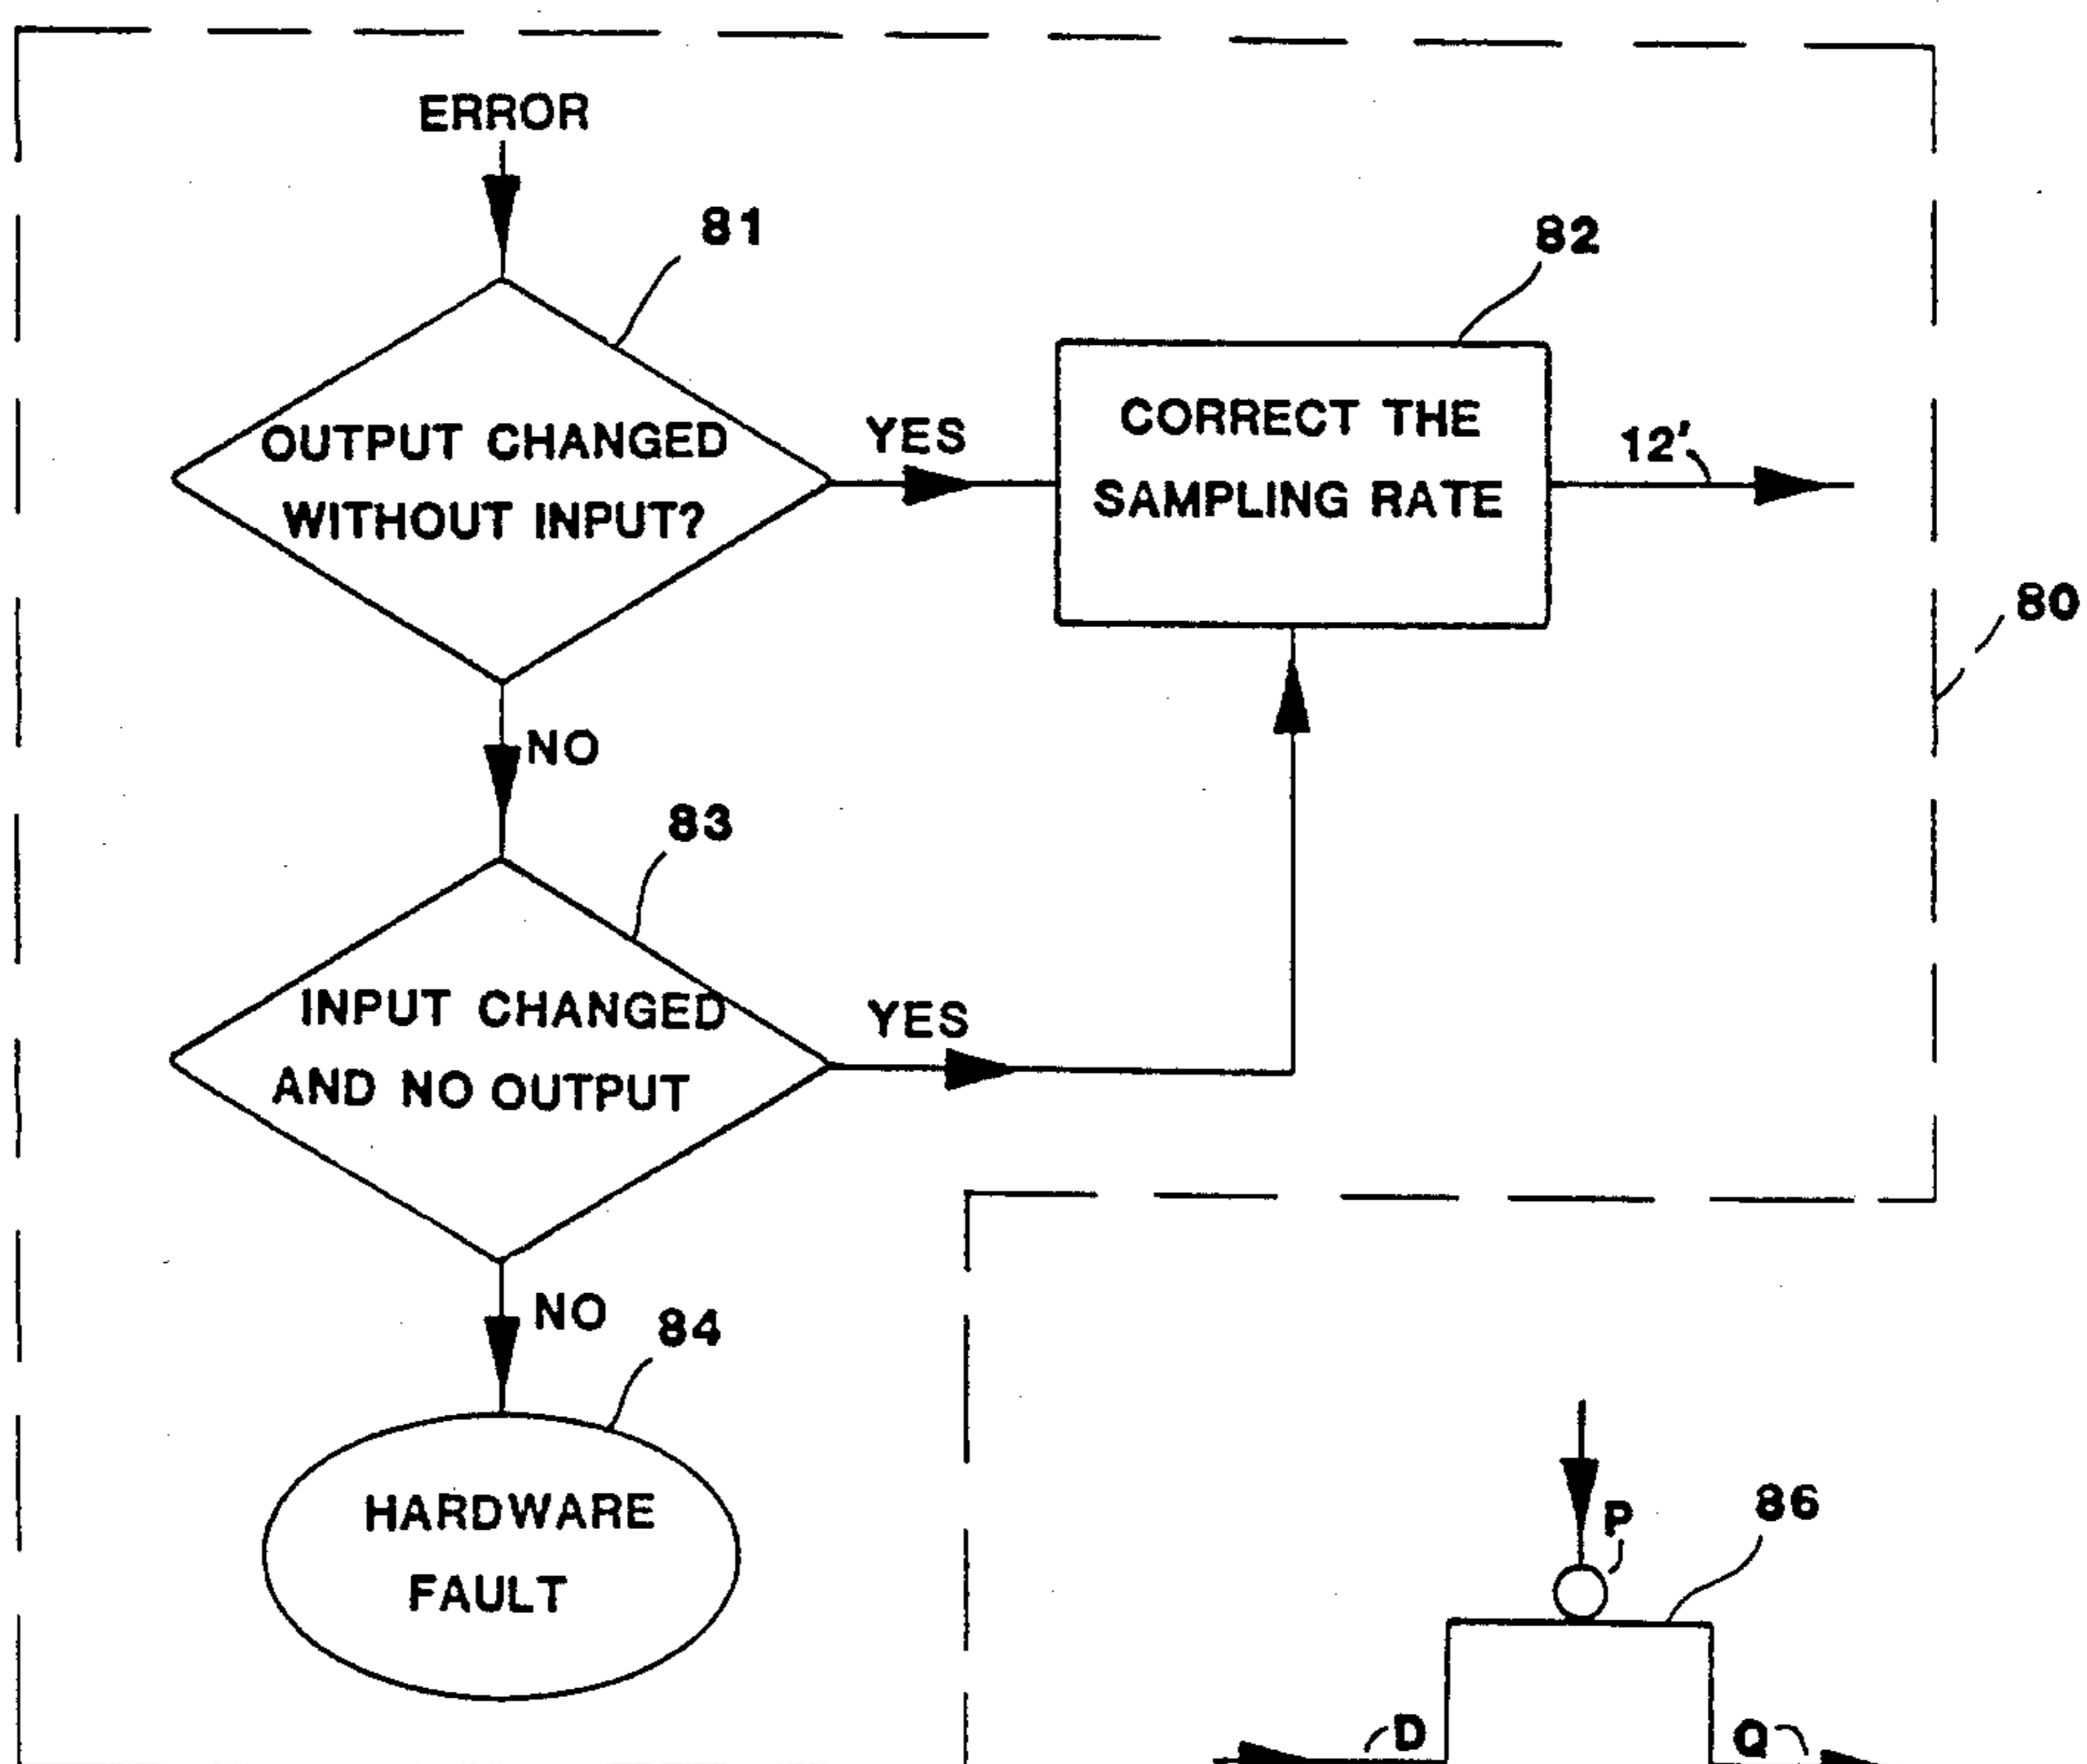 ERROR
81
82
OUTPUT CHANGED
WITHOUT INPUT?
YES
CORRECT THE
SAMPLING RATE
12'
80
NO
83
INPUT CHANGED
AND NO OUTPUT
YES
NO
84
HARDWARE
FAULT
P
86
D
Q